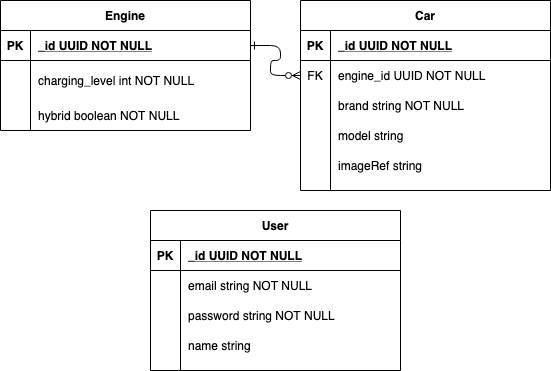 Engine
PK _id UUID NOT NULL
charging_level int NOT NULL
hybrid boolean NOT NULL
Car
PK _id UUID NOT NULL
FK engine_id UUID NOT NULL
brand string NOT NULL
model string
imageRef string
User
PK _id UUID NOT NULL
email string NOT NULL
password string NOT NULL
name string